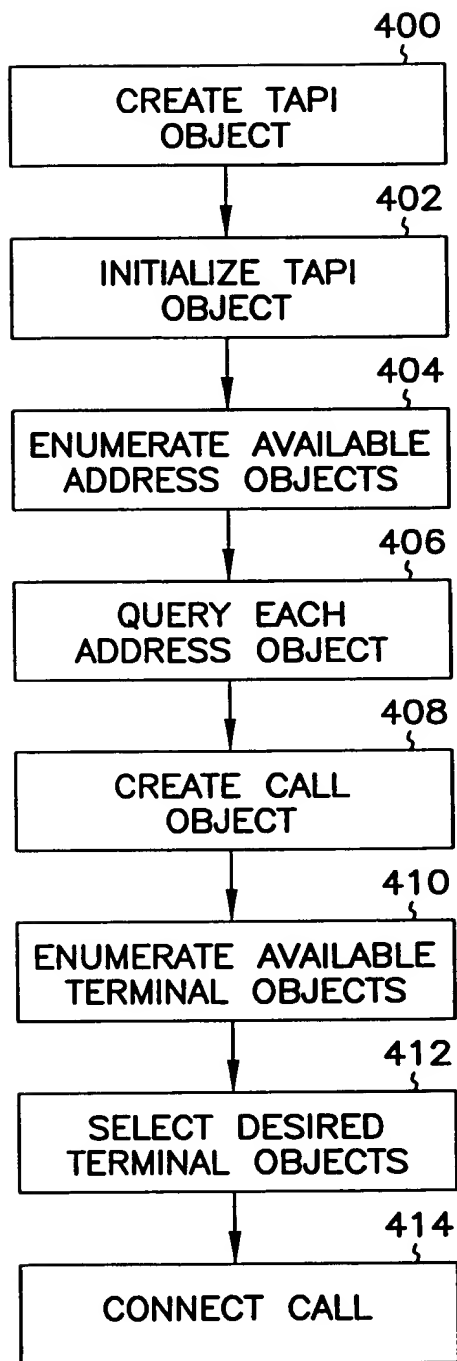 400
CREATE TAPI
OBJECT
402
INITIALIZE TAPI
OBJECT
404
ENUMERATE AVAILABLE
ADDRESS OBJECTS
406
QUERY EACH
ADDRESS OBJECT
408
CREATE CALL
OBJECT
410
ENUMERATE AVAILABLE
TERMINAL OBJECTS
412
SELECT DESIRED
TERMINAL OBJECTS
414
CONNECT CALL